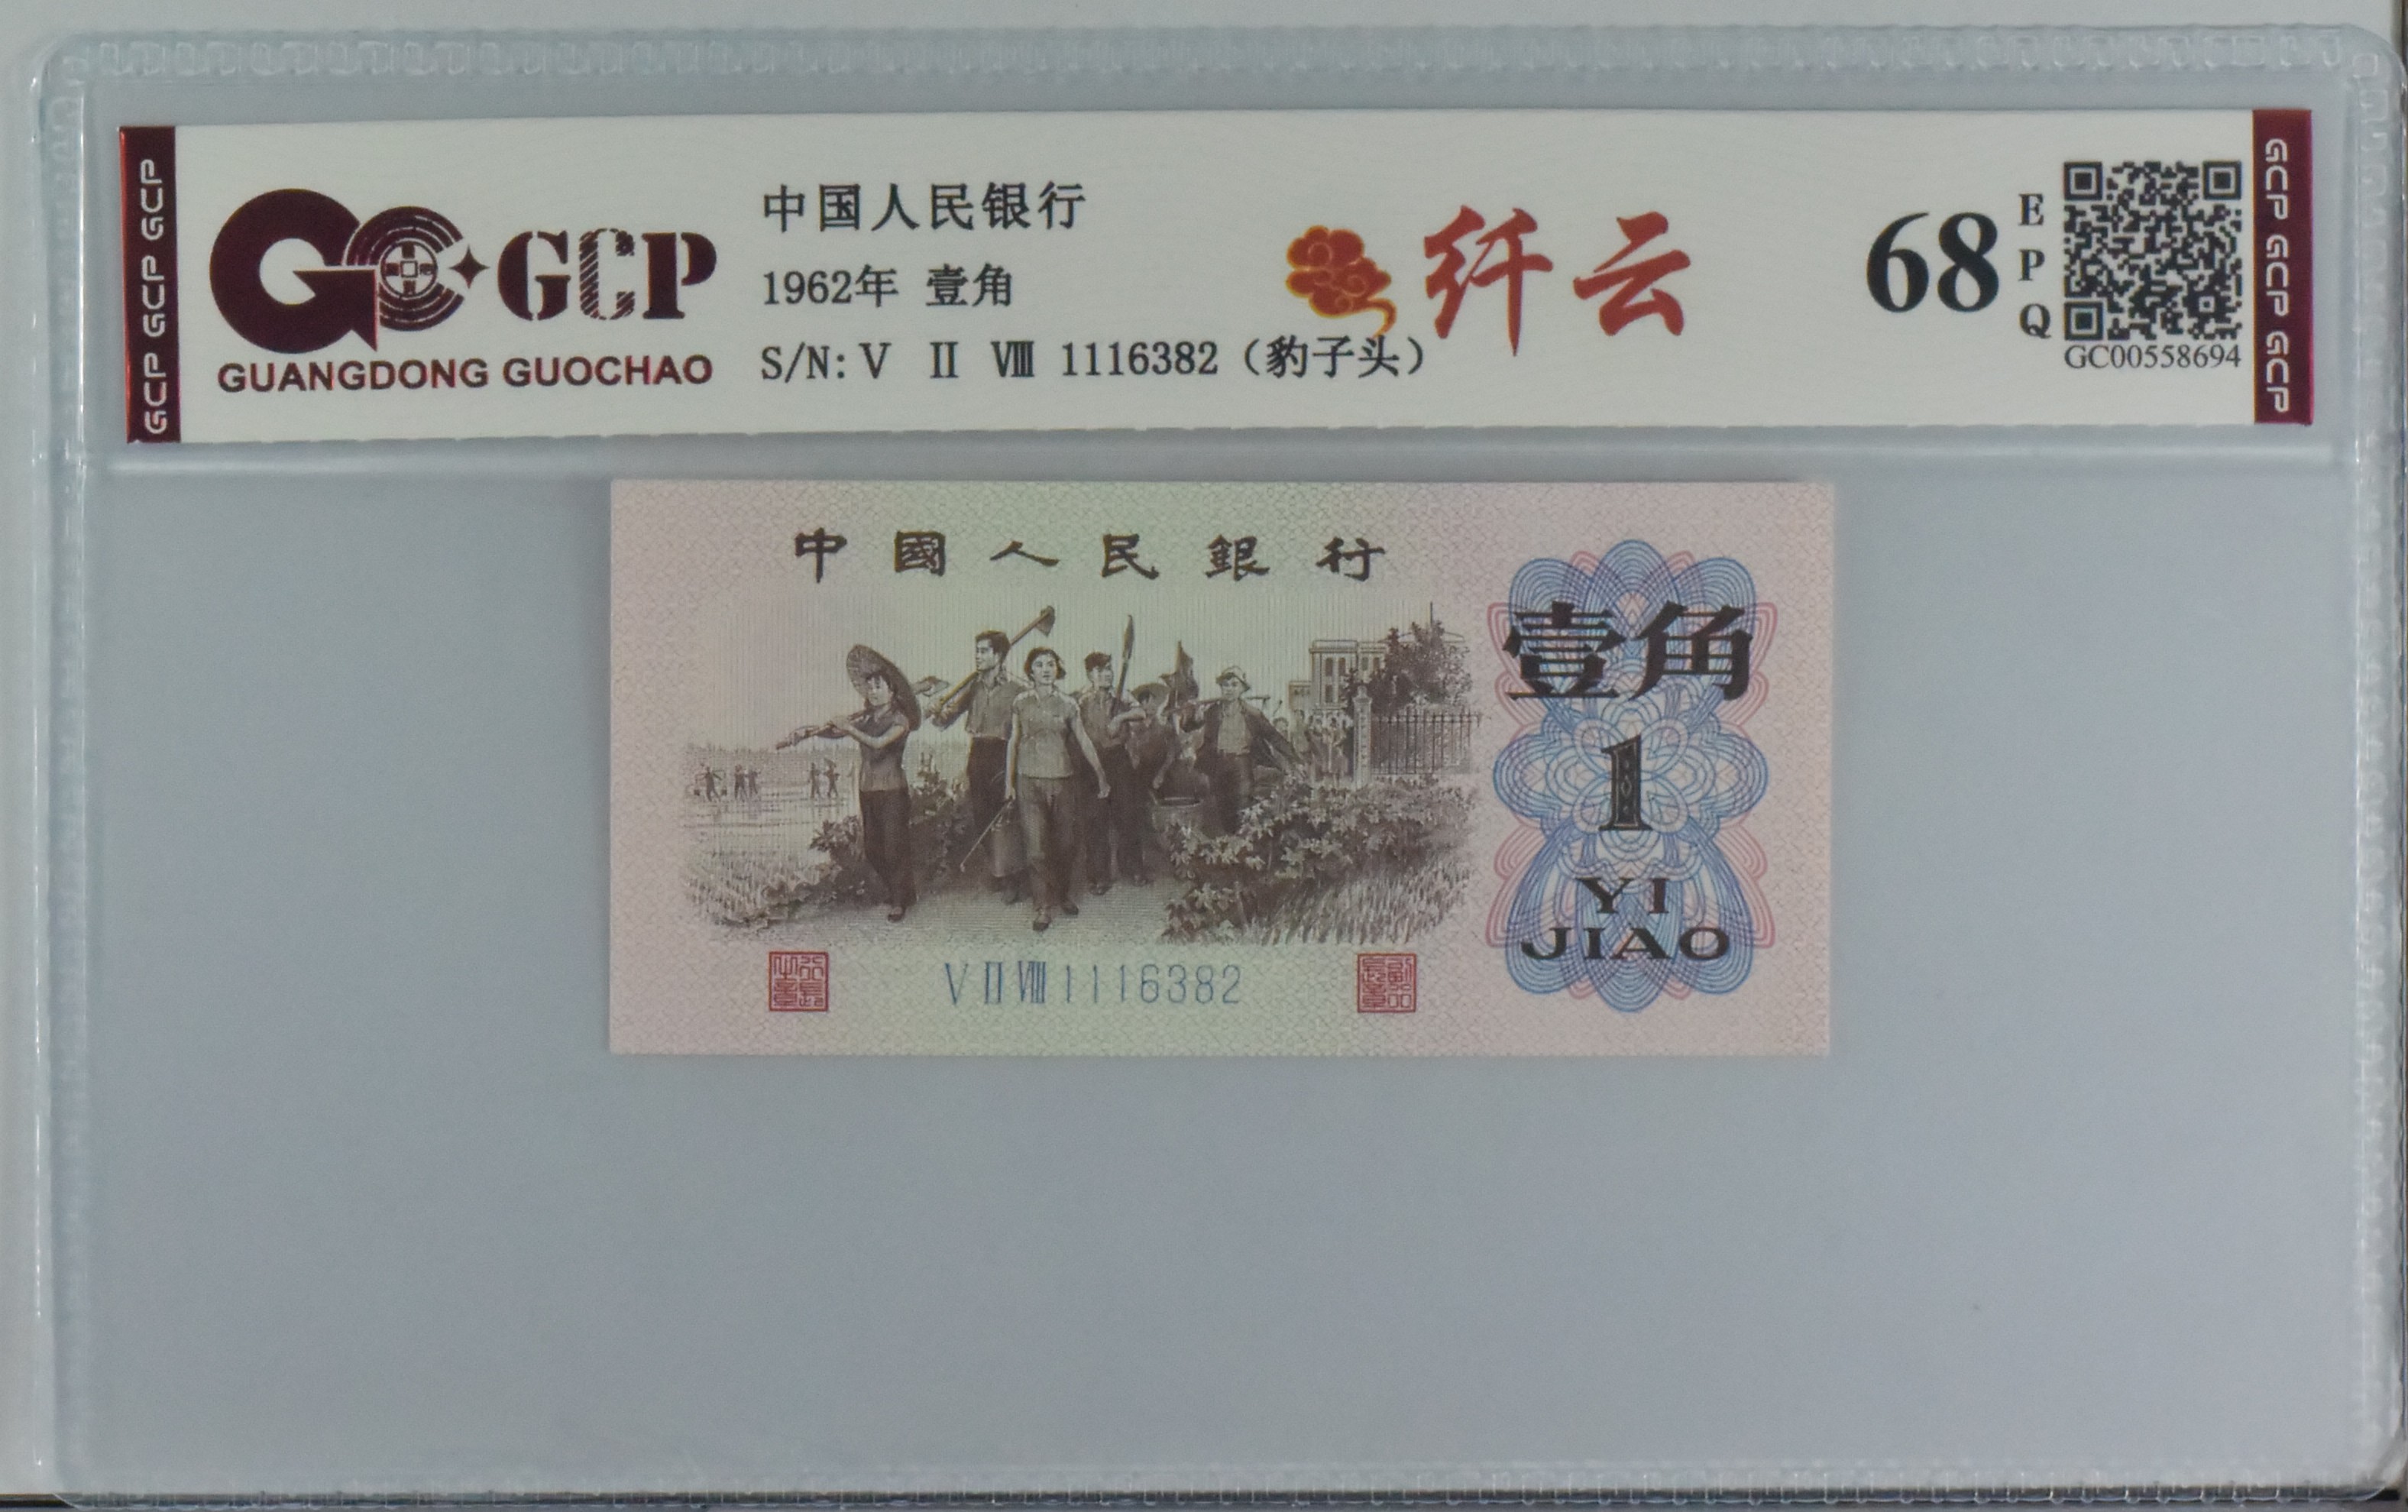 GCP GCP GCP
GCP
GUANGDONG GUOCHAO
中国人民银行
1962年 壹角
S/N: V Ⅱ Ⅷ 1116382（豹子头）
纤云
68
E
P
Q
GC00558694
GCP GCP GCP
中國人民銀行
壹角
1
YI
JIAO
V Ⅱ Ⅷ 1116382